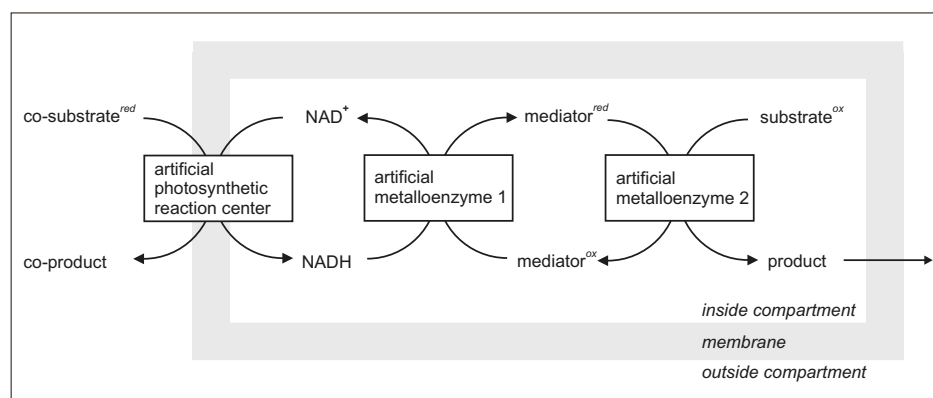 co-substrate^red NAD⁺ mediator^red substrate^ox
artificial
photosynthetic
reaction center
artificial
metalloenzyme 1
artificial
metalloenzyme 2
co-product NADH mediator^ox product
inside compartment
membrane
outside compartment